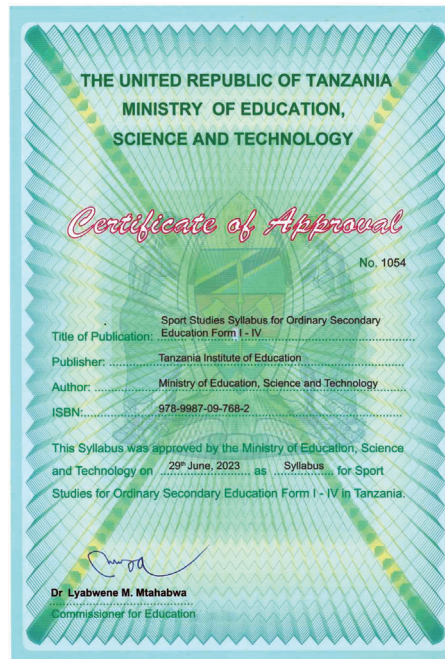 THE UNITED REPUBLIC OF TANZANIA
MINISTRY OF EDUCATION,
SCIENCE AND TECHNOLOGY
Certificate of Approval
No. 1054
Sport Studies Syllabus for Ordinary Secondary
Title of Publication: Education Form I - IV
Publisher: Tanzania Institute of Education
Author: Ministry of Education, Science and Technology
ISBN: 978-9987-09-768-2
This Syllabus was approved by the Ministry of Education, Science
and Technology on 29th June, 2023 as Syllabus for Sport
Studies for Ordinary Secondary Education Form I - IV in Tanzania.
Dr Lyabwene M. Mtahabwa
Commissioner for Education